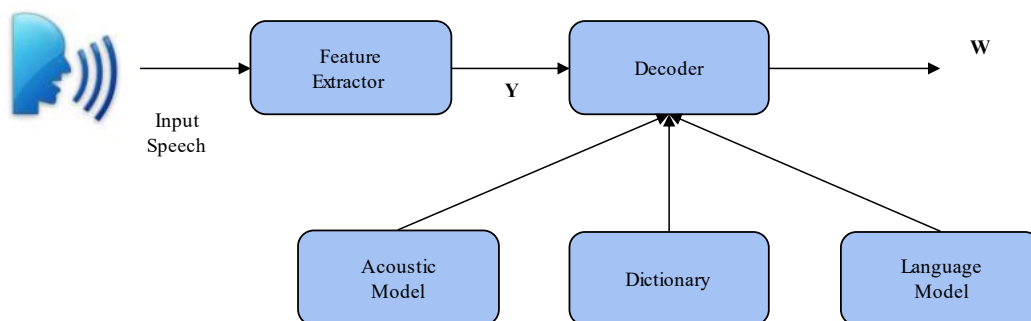 Feature
Extractor
Decoder
W
Y
Input
Speech
Acoustic
Model
Dictionary
Language
Model